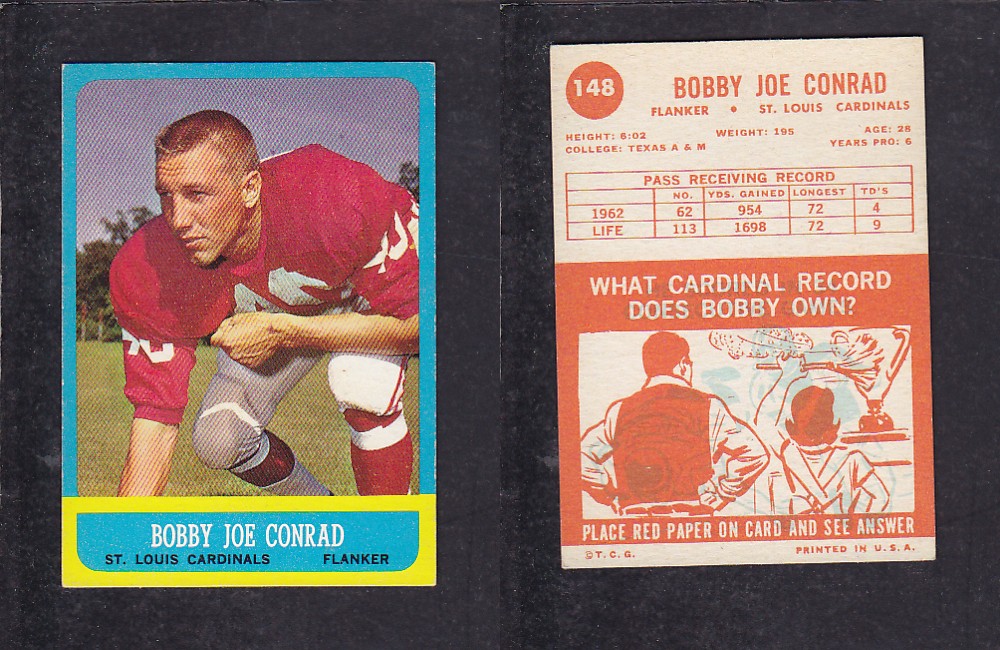 BOBBY JOE CONRAD
ST. LOUIS CARDINALS FLANKER
148
BOBBY JOE CONRAD
FLANKER • ST. LOUIS CARDINALS
HEIGHT: 6:02 WEIGHT: 195 AGE: 28
COLLEGE: TEXAS A & M YEARS PRO: 6
PASS RECEIVING RECORD
NO. YDS. GAINED LONGEST TD'S
1962 62 954 72 4
LIFE 113 1698 72 9
WHAT CARDINAL RECORD
DOES BOBBY OWN?
PLACE RED PAPER ON CARD AND SEE ANSWER
©T.C.G. PRINTED IN U.S.A.